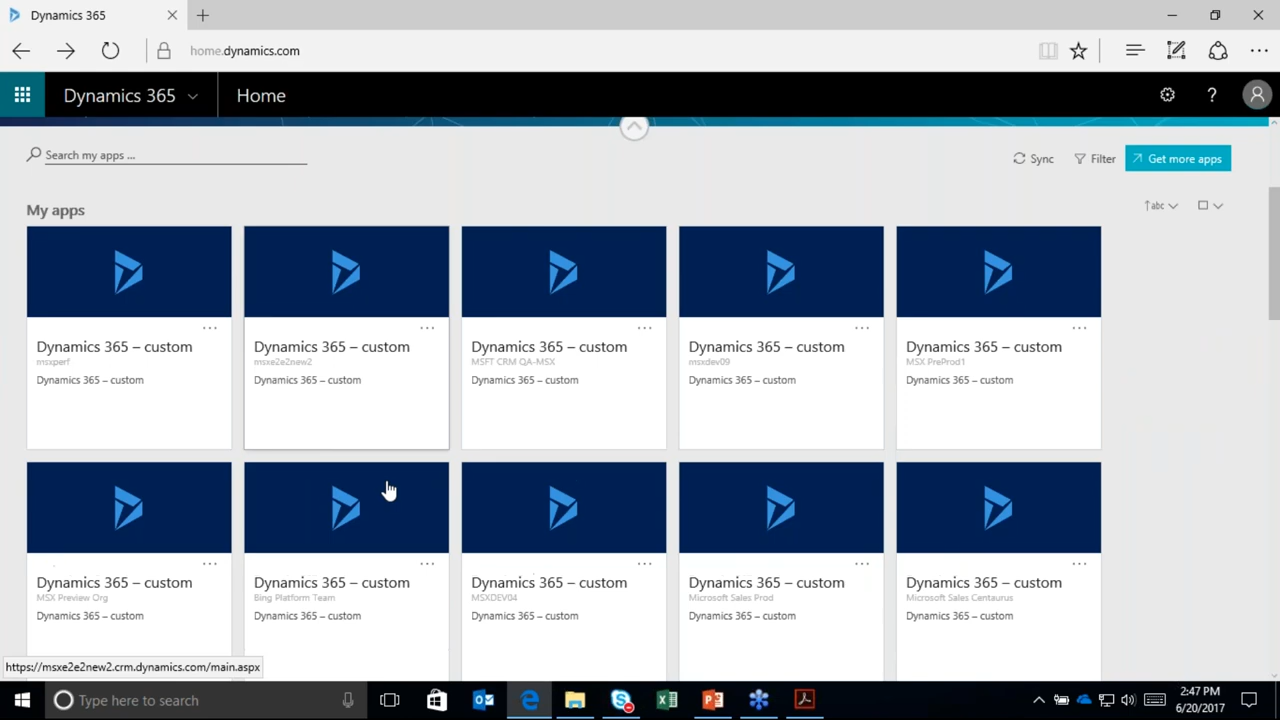 Dynamics 365
home.dynamics.com
Dynamics 365
Home
?
Search my apps ...
Sync
Filter
Get more apps
My apps
abc
Dynamics 365 – custom
msxperf
Dynamics 365 – custom
Dynamics 365 – custom
msxe2e2new2
Dynamics 365 – custom
Dynamics 365 – custom
MSFT CRM QA-MSX
Dynamics 365 – custom
Dynamics 365 – custom
msxdev09
Dynamics 365 – custom
Dynamics 365 – custom
MSX PreProd1
Dynamics 365 – custom
Dynamics 365 – custom
MSX Preview Org
Dynamics 365 – custom
Dynamics 365 – custom
Bing Platform Team
Dynamics 365 – custom
Dynamics 365 – custom
MSXDEV04
Dynamics 365 – custom
Dynamics 365 – custom
Microsoft Sales Prod
Dynamics 365 – custom
Dynamics 365 – custom
Microsoft Sales Centaurus
Dynamics 365 – custom
https://msxe2e2new2.crm.dynamics.com/main.aspx
Type here to search
2:47 PM
6/20/2017